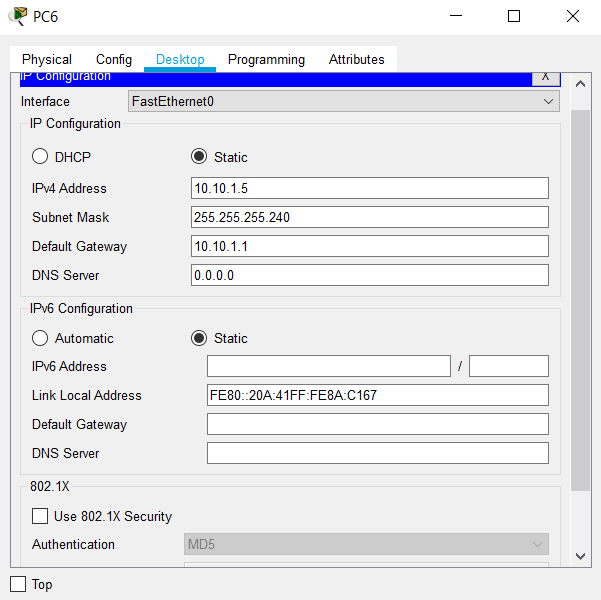 PC6
Physical Config Desktop Programming Attributes
IP Configuration X
Interface FastEthernet0
IP Configuration
DHCP Static
IPv4 Address 10.10.1.5
Subnet Mask 255.255.255.240
Default Gateway 10.10.1.1
DNS Server 0.0.0.0
IPv6 Configuration
Automatic Static
IPv6 Address /
Link Local Address FE80::20A:41FF:FE8A:C167
Default Gateway
DNS Server
802.1X
Use 802.1X Security
Authentication MD5
Top